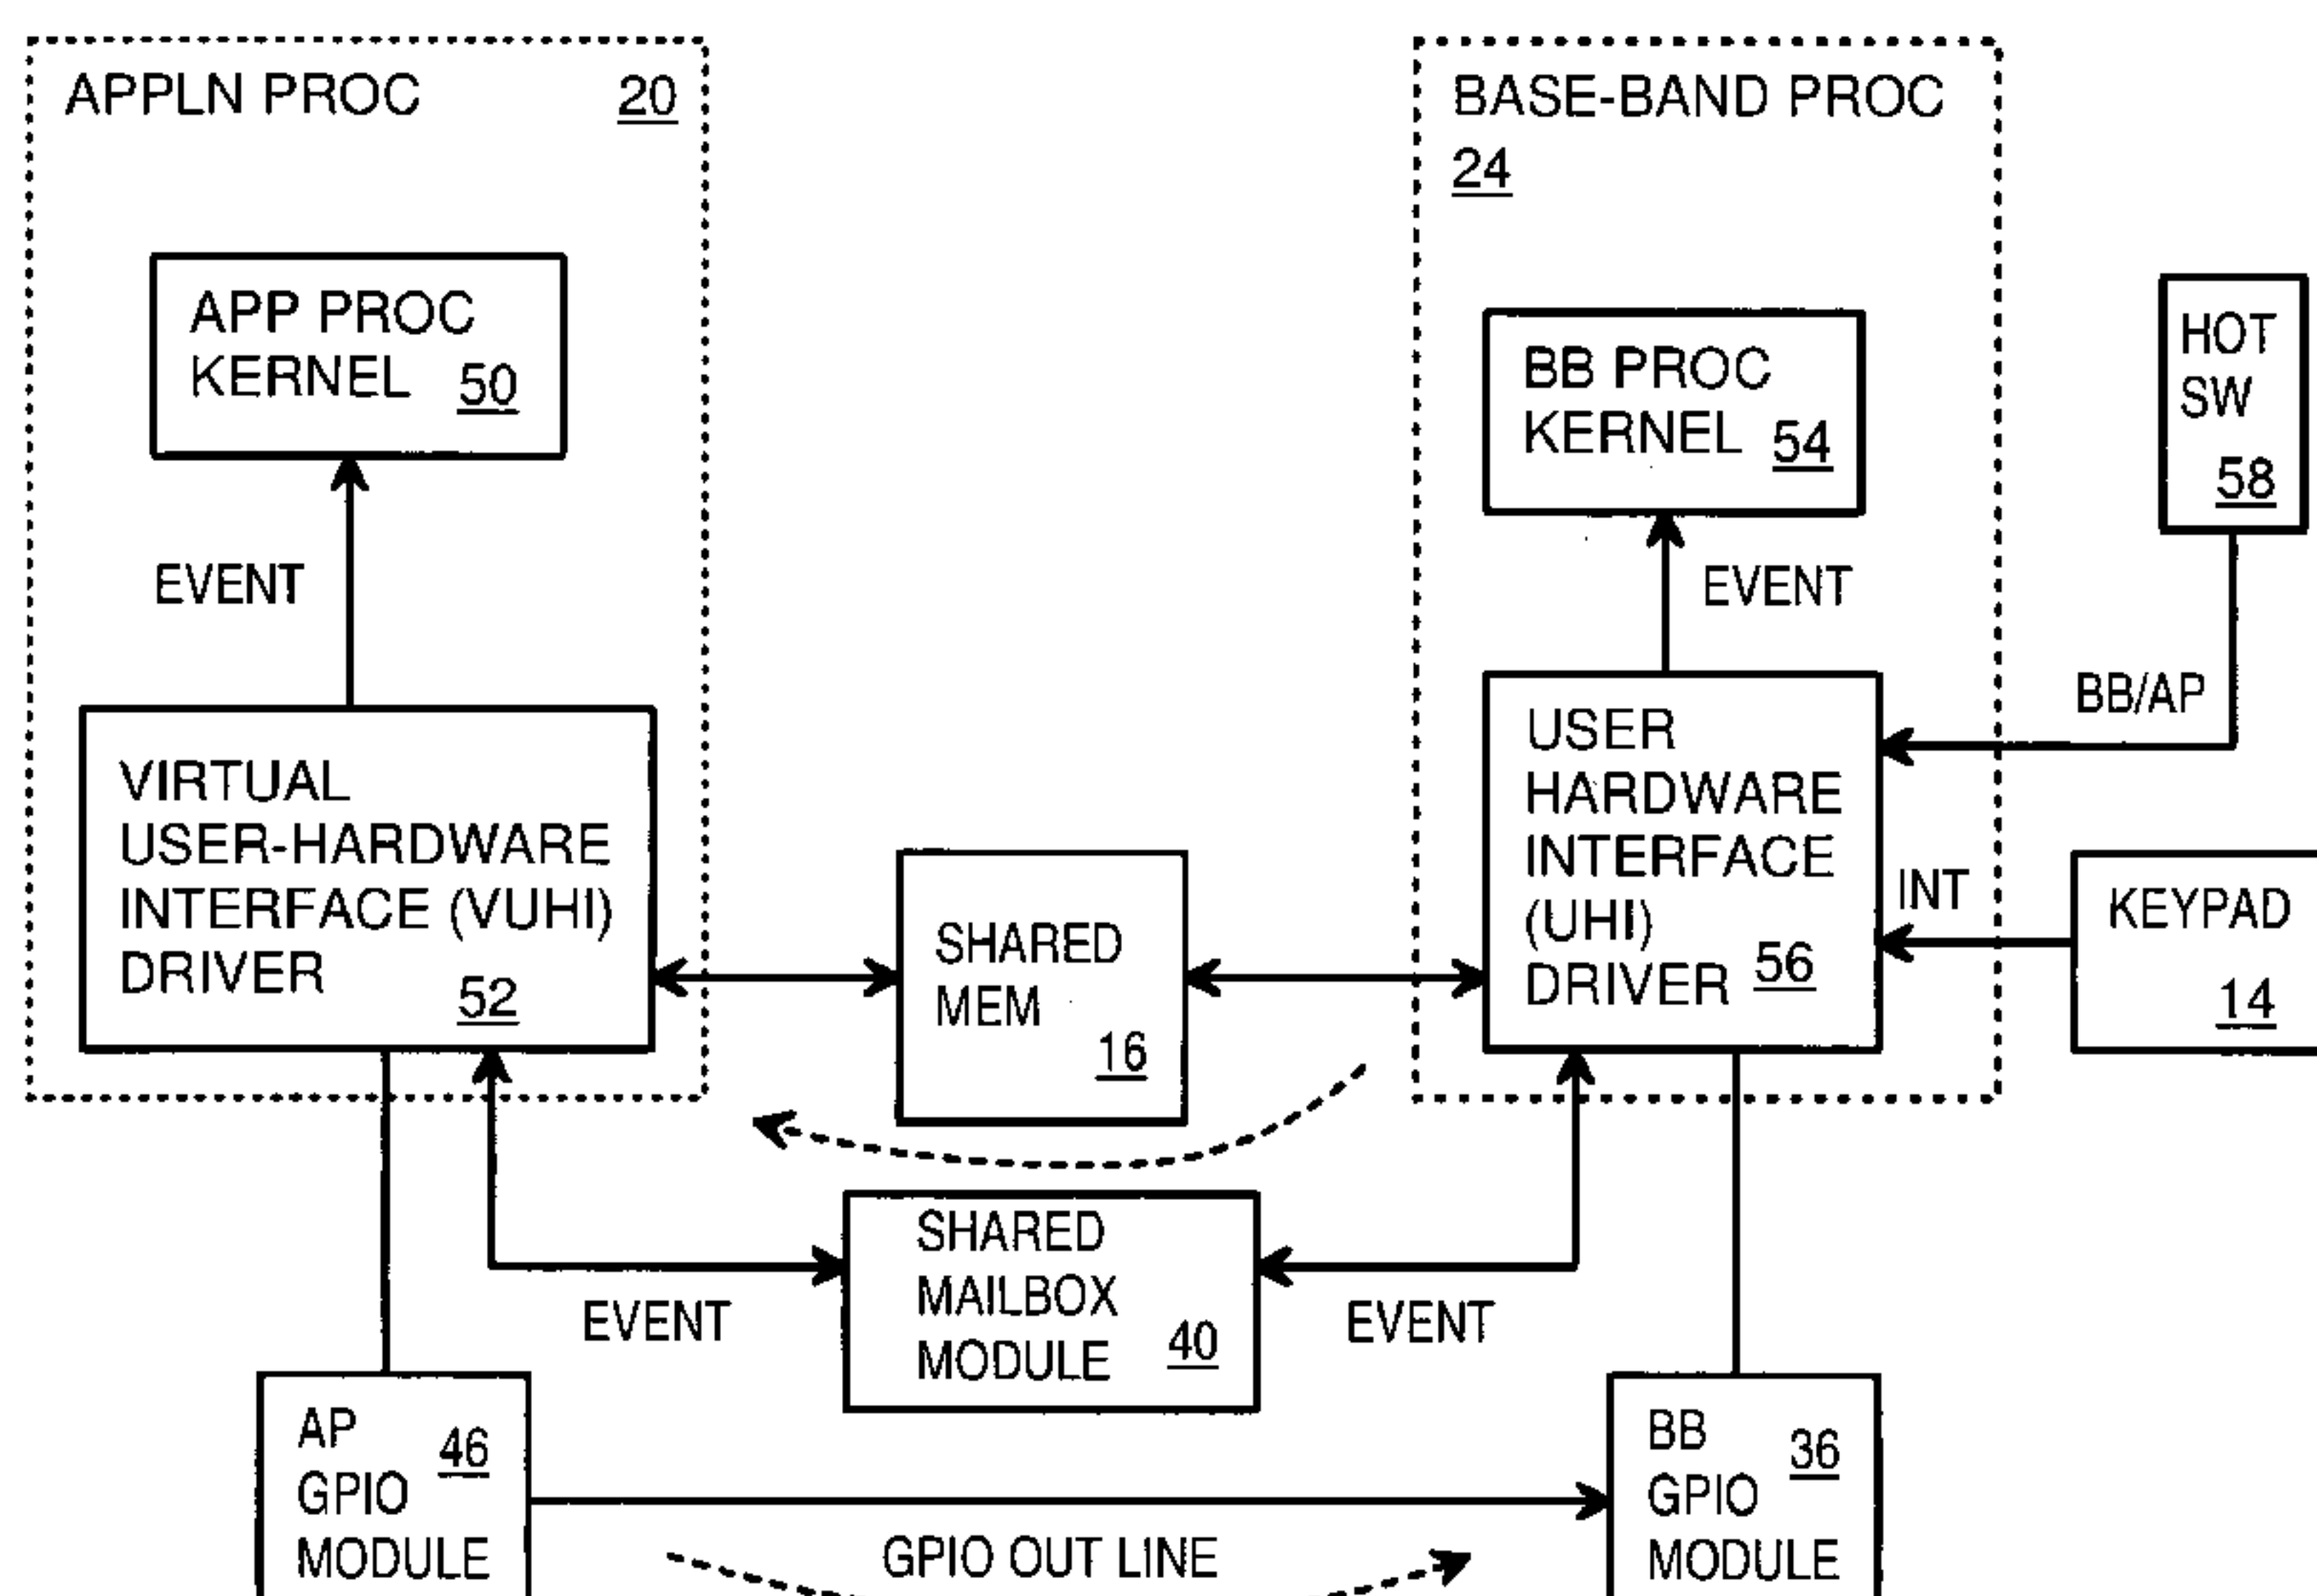 APPLN PROC 20
APP PROC
KERNEL 50
EVENT
VIRTUAL
USER-HARDWARE
INTERFACE (VUHI)
DRIVER
52
SHARED
MEM
16
BASE-BAND PROC
24
BB PROC
KERNEL 54
EVENT
USER
HARDWARE
INTERFACE
(UHI)
DRIVER 56
HOT
SW
58
BB/AP
INT
KEYPAD
14
EVENT
SHARED
MAILBOX
MODULE 40
EVENT
AP
46
GPIO
MODULE
GPIO OUT LINE
BB
36
GPIO
MODULE